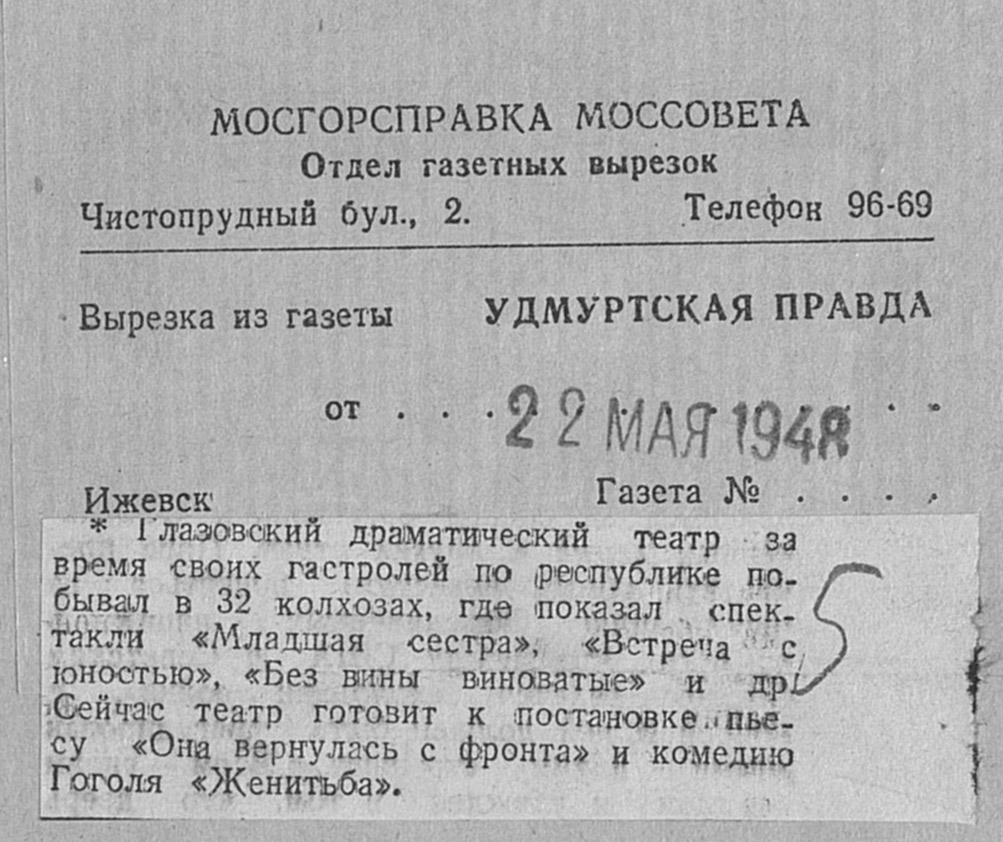 МОСГОРСПРАВКА МОССОВЕТА
Отдел газетных вырезок
Чистопрудный бул., 2. Телефон 96-69
Вырезка из газеты УДМУРТСКАЯ ПРАВДА
от . . . 22 МАЯ 1948 . .
Ижевск Газета № . . . .
* Глазовский драматический театр за
время своих гастролей по республике по-
бывал в 32 колхозах, где показал спек-
такли «Младшая сестра», «Встреча с
юностью», «Без вины виноватые» и др.
Сейчас театр готовит к постановке пье-
су «Она вернулась с фронта» и комедию
Гоголя «Женитьба».
5